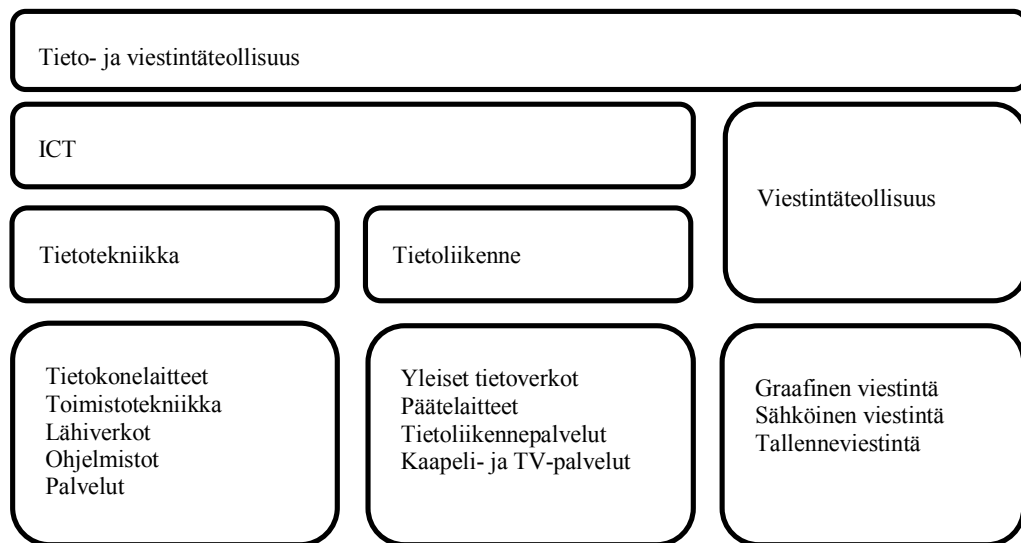 Tieto- ja viestintäteollisuus
ICT
Viestintäteollisuus
Tietotekniikka
Tietoliikenne
Tietokonelaitteet
Toimistotekniikka
Lähiverkot
Ohjelmistot
Palvelut
Yleiset tietoverkot
Päätelaitteet
Tietoliikennepalvelut
Kaapeli- ja TV-palvelut
Graafinen viestintä
Sähköinen viestintä
Tallenneviestintä